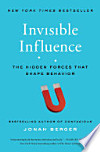 NEW YORK TIMES BESTSELLER
Invisible
Influence
THE HIDDEN FORCES THAT
SHAPE BEHAVIOR
BESTSELLING AUTHOR OF CONTAGIOUS
JONAH BERGER